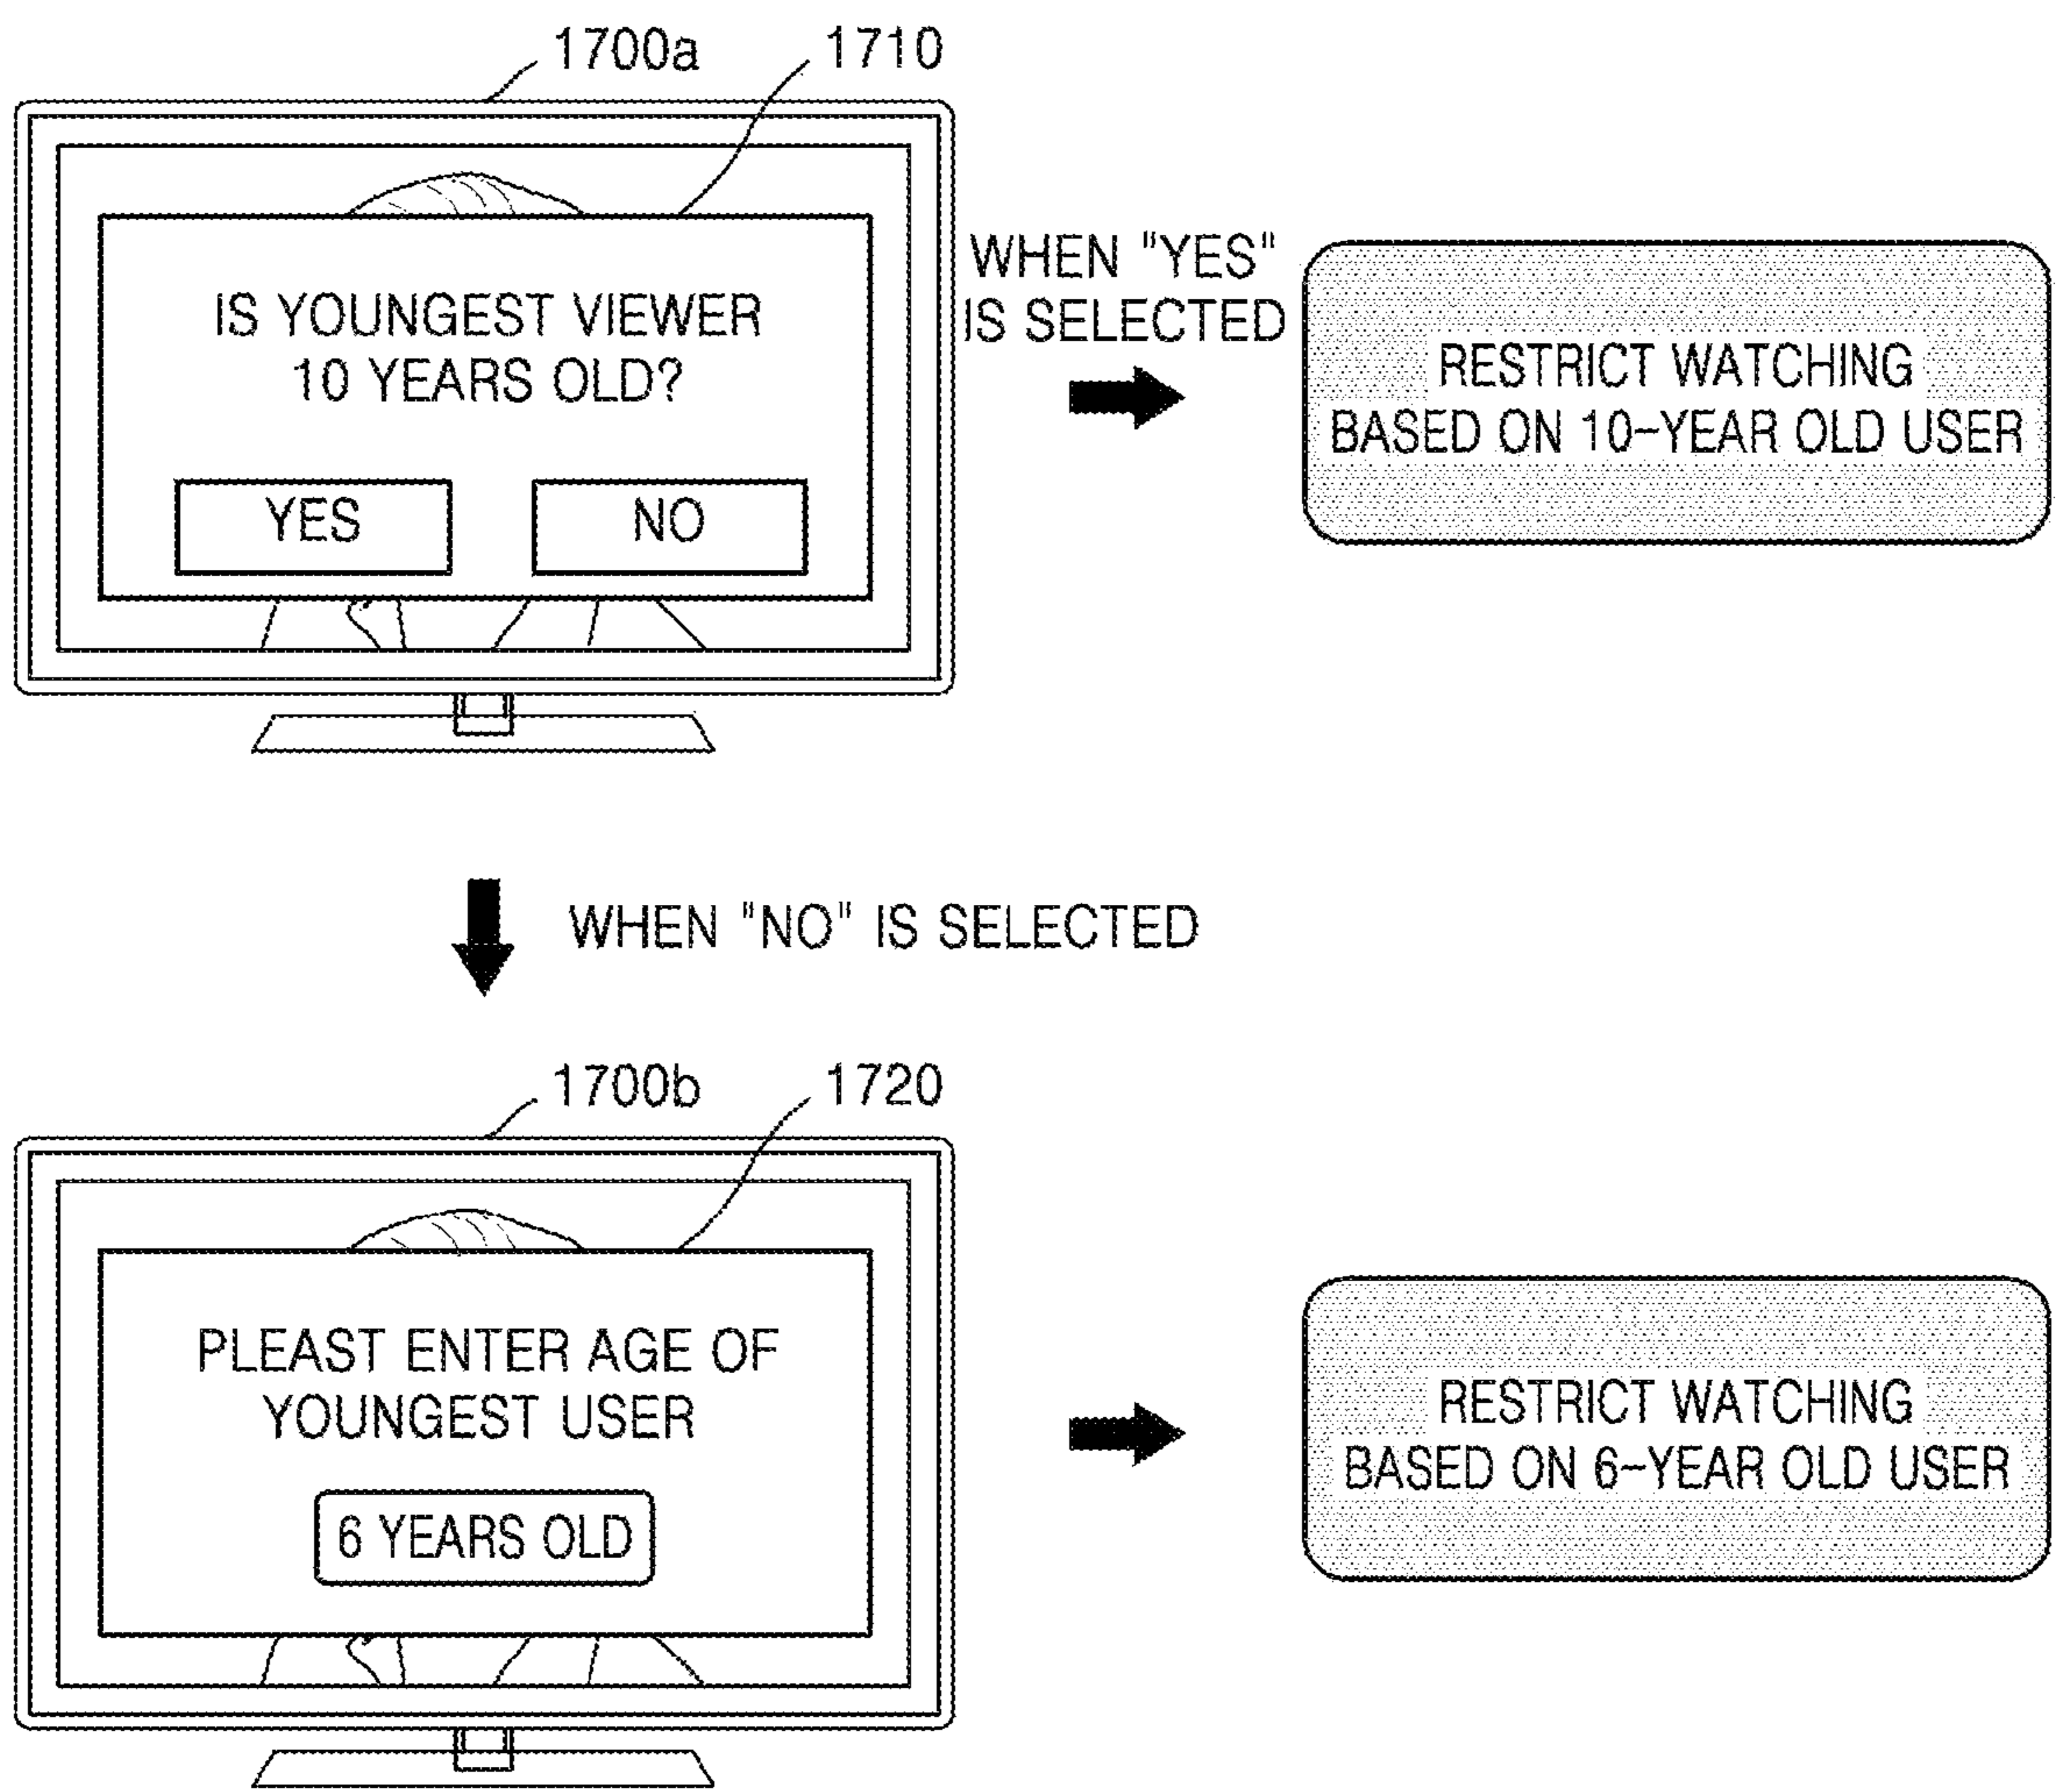 1700a
1710
IS YOUNGEST VIEWER
10 YEARS OLD?
YES
NO
WHEN "YES"
IS SELECTED
RESTRICT WATCHING
BASED ON 10-YEAR OLD USER
WHEN "NO" IS SELECTED
1700b
1720
PLEAST ENTER AGE OF
YOUNGEST USER
6 YEARS OLD
RESTRICT WATCHING
BASED ON 6-YEAR OLD USER